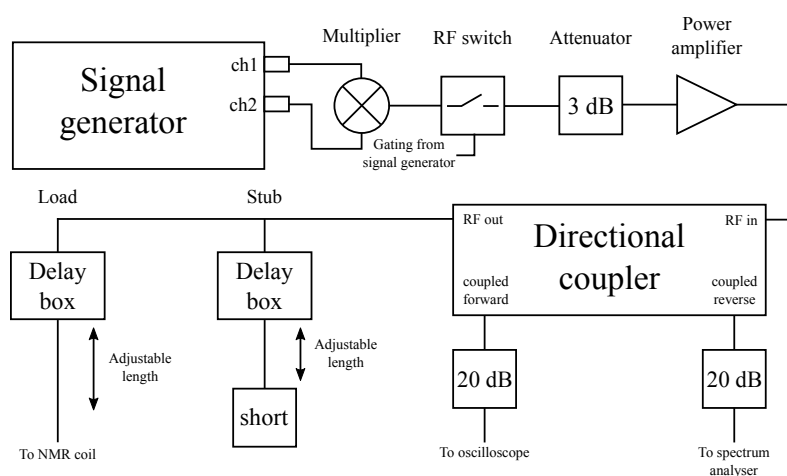 Multiplier
RF switch
Attenuator
Power
amplifier
Signal
generator
ch1
ch2
3 dB
Gating from
signal generator
Load
Stub
Delay
box
Delay
box
RF out
RF in
Directional
coupler
coupled
forward
coupled
reverse
Adjustable
length
Adjustable
length
short
20 dB
20 dB
To NMR coil
To oscilloscope
To spectrum
analyser